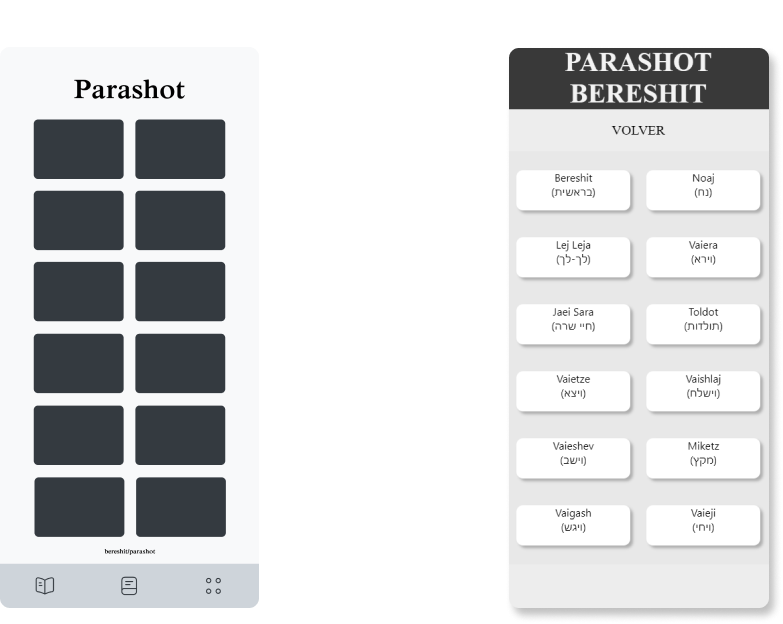 Parashot
bereshit/parashot
PARASHOT
BERESHIT
VOLVER
Bereshit
(בראשית)
Noaj
(נח)
Lej Leja
(לך-לך)
Vaiera
(וירא)
Jaei Sara
(חיי שרה)
Toldot
(תולדות)
Vaietze
(ויצא)
Vaishlaj
(וישלח)
Vaieshev
(וישב)
Miketz
(מקץ)
Vaigash
(ויגש)
Vaieji
(ויחי)